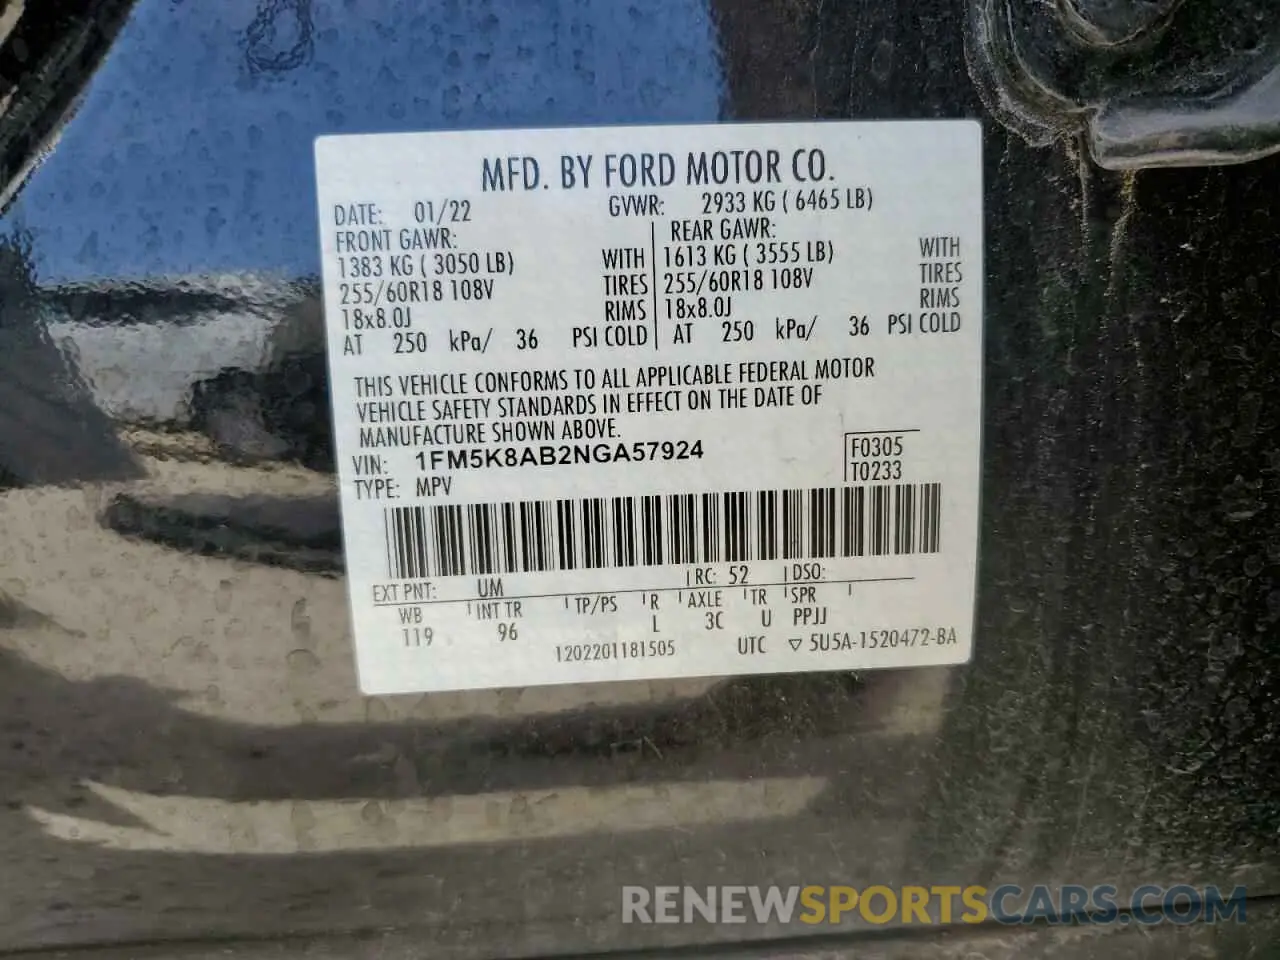 MFD. BY FORD MOTOR CO.
DATE: 01/22 GVWR: 2933 KG ( 6465 LB)
FRONT GAWR: REAR GAWR:
1383 KG ( 3050 LB) WITH 1613 KG ( 3555 LB) WITH
255/60R18 108V TIRES 255/60R18 108V TIRES
18x8.0J RIMS 18x8.0J RIMS
AT 250 kPa/ 36 PSI COLD AT 250 kPa/ 36 PSI COLD
THIS VEHICLE CONFORMS TO ALL APPLICABLE FEDERAL MOTOR
VEHICLE SAFETY STANDARDS IN EFFECT ON THE DATE OF
MANUFACTURE SHOWN ABOVE.
VIN: 1FM5K8AB2NGA57924 F0305
TYPE: MPV T0233
EXT PNT: UM RC: 52 DSO:
WB INT TR TP/PS R AXLE TR SPR
119 96 L 3C U PPJJ
1202201181505 UTC ▽ 5U5A-1520472-BA
RENEWSPORTSCARS.COM